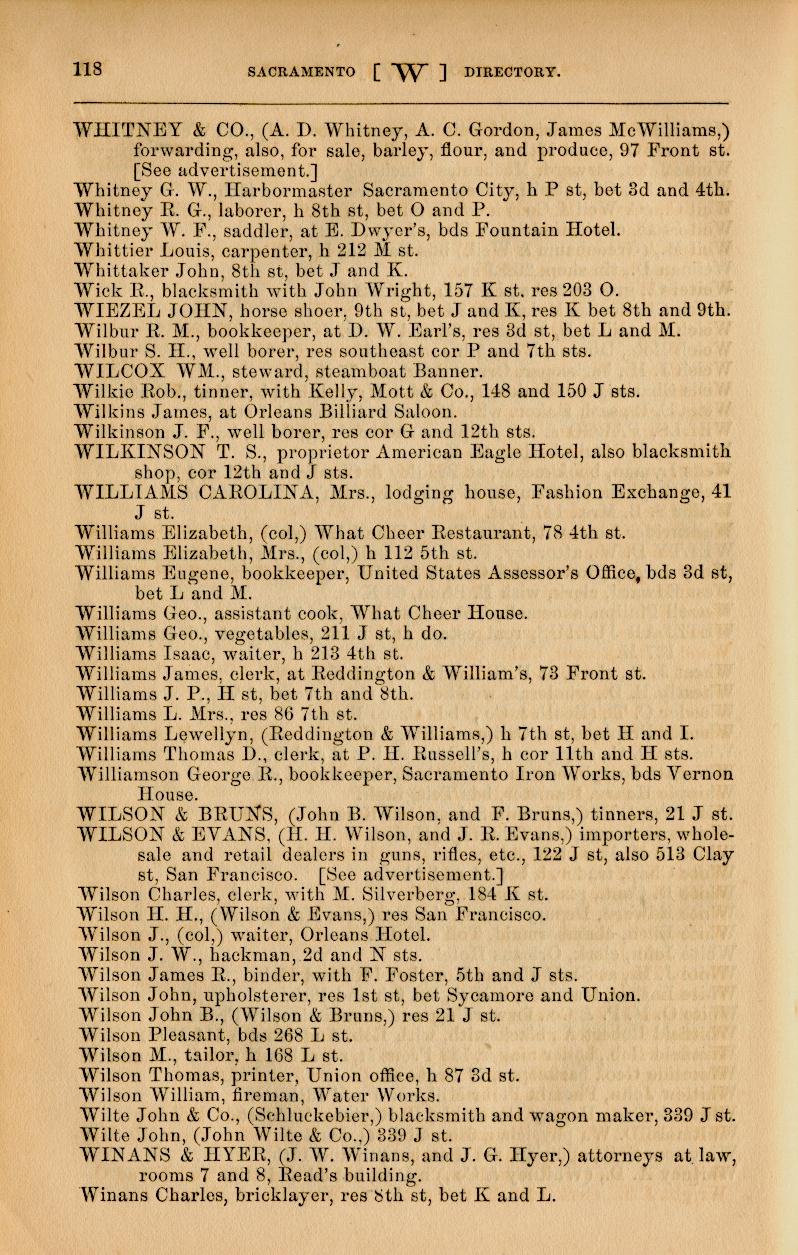 118 SACRAMENTO [ W ] DIRECTORY.
WHITNEY & CO., (A. D. Whitney, A. C. Gordon, James McWilliams,)
forwarding, also, for sale, barley, flour, and produce, 97 Front st.
[See advertisement.]
Whitney G. W., Harbormaster Sacramento City, h P st, bet 3d and 4th.
Whitney R. G., laborer, h 8th st, bet O and P.
Whitney W. F., saddler, at E. Dwyer's, bds Fountain Hotel.
Whittier Louis, carpenter, h 212 M st.
Whittaker John, 8th st, bet J and K.
Wick R., blacksmith with John Wright, 157 K st. res 203 O.
WIEZEL JOHN, horse shoer, 9th st, bet J and K, res K bet 8th and 9th.
Wilbur R. M., bookkeeper, at D. W. Earl's, res 3d st, bet L and M.
Wilbur S. H., well borer, res southeast cor P and 7th sts.
WILCOX WM., steward, steamboat Banner.
Wilkie Rob., tinner, with Kelly, Mott & Co., 148 and 150 J sts.
Wilkins James, at Orleans Billiard Saloon.
Wilkinson J. F., well borer, res cor G and 12th sts.
WILKINSON T. S., proprietor American Eagle Hotel, also blacksmith
shop, cor 12th and J sts.
WILLIAMS CAROLINA, Mrs., lodging house, Fashion Exchange, 41
J st.
Williams Elizabeth, (col,) What Cheer Restaurant, 78 4th st.
Williams Elizabeth, Mrs., (col,) h 112 5th st.
Williams Eugene, bookkeeper, United States Assessor's Office, bds 3d st,
bet L and M.
Williams Geo., assistant cook, What Cheer House.
Williams Geo., vegetables, 211 J st, h do.
Williams Isaac, waiter, h 213 4th st.
Williams James, clerk, at Reddington & William's, 73 Front st.
Williams J. P., H st, bet 7th and 8th.
Williams L. Mrs., res 86 7th st.
Williams Lewellyn, (Reddington & Williams,) h 7th st, bet H and I.
Williams Thomas D., clerk, at P. H. Russell's, h cor 11th and H sts.
Williamson George R., bookkeeper, Sacramento Iron Works, bds Vernon
House.
WILSON & BRUNS, (John B. Wilson, and F. Bruns,) tinners, 21 J st.
WILSON & EVANS, (H. H. Wilson, and J. R. Evans,) importers, whole-
sale and retail dealers in guns, rifles, etc., 122 J st, also 513 Clay
st, San Francisco. [See advertisement.]
Wilson Charles, clerk, with M. Silverberg, 184 K st.
Wilson H. H., (Wilson & Evans,) res San Francisco.
Wilson J., (col,) waiter, Orleans Hotel.
Wilson J. W., hackman, 2d and N sts.
Wilson James R., binder, with F. Foster, 5th and J sts.
Wilson John, upholsterer, res 1st st, bet Sycamore and Union.
Wilson John B., (Wilson & Bruns,) res 21 J st.
Wilson Pleasant, bds 268 L st.
Wilson M., tailor, h 168 L st.
Wilson Thomas, printer, Union office, h 87 3d st.
Wilson William, fireman, Water Works.
Wilte John & Co., (Schluckebier,) blacksmith and wagon maker, 339 J st.
Wilte John, (John Wilte & Co.,) 339 J st.
WINANS & HYER, (J. W. Winans, and J. G. Hyer,) attorneys at law,
rooms 7 and 8, Read's building.
Winans Charles, bricklayer, res 8th st, bet K and L.